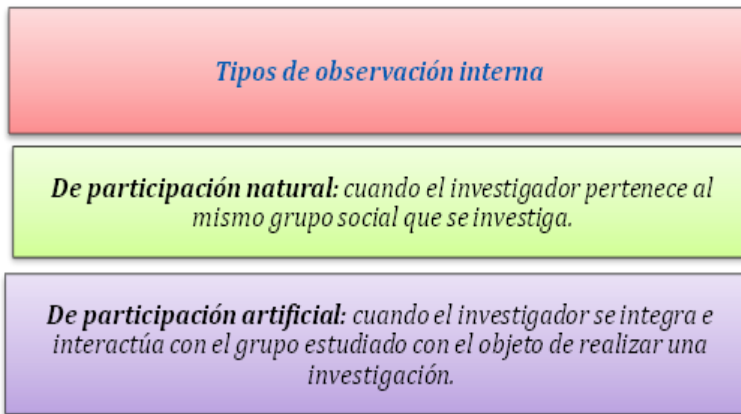 Tipos de observación interna
De participación natural: cuando el investigador pertenece al
mismo grupo social que se investiga.
De participación artificial: cuando el investigador se integra e
interactúa con el grupo estudiado con el objeto de realizar una
investigación.